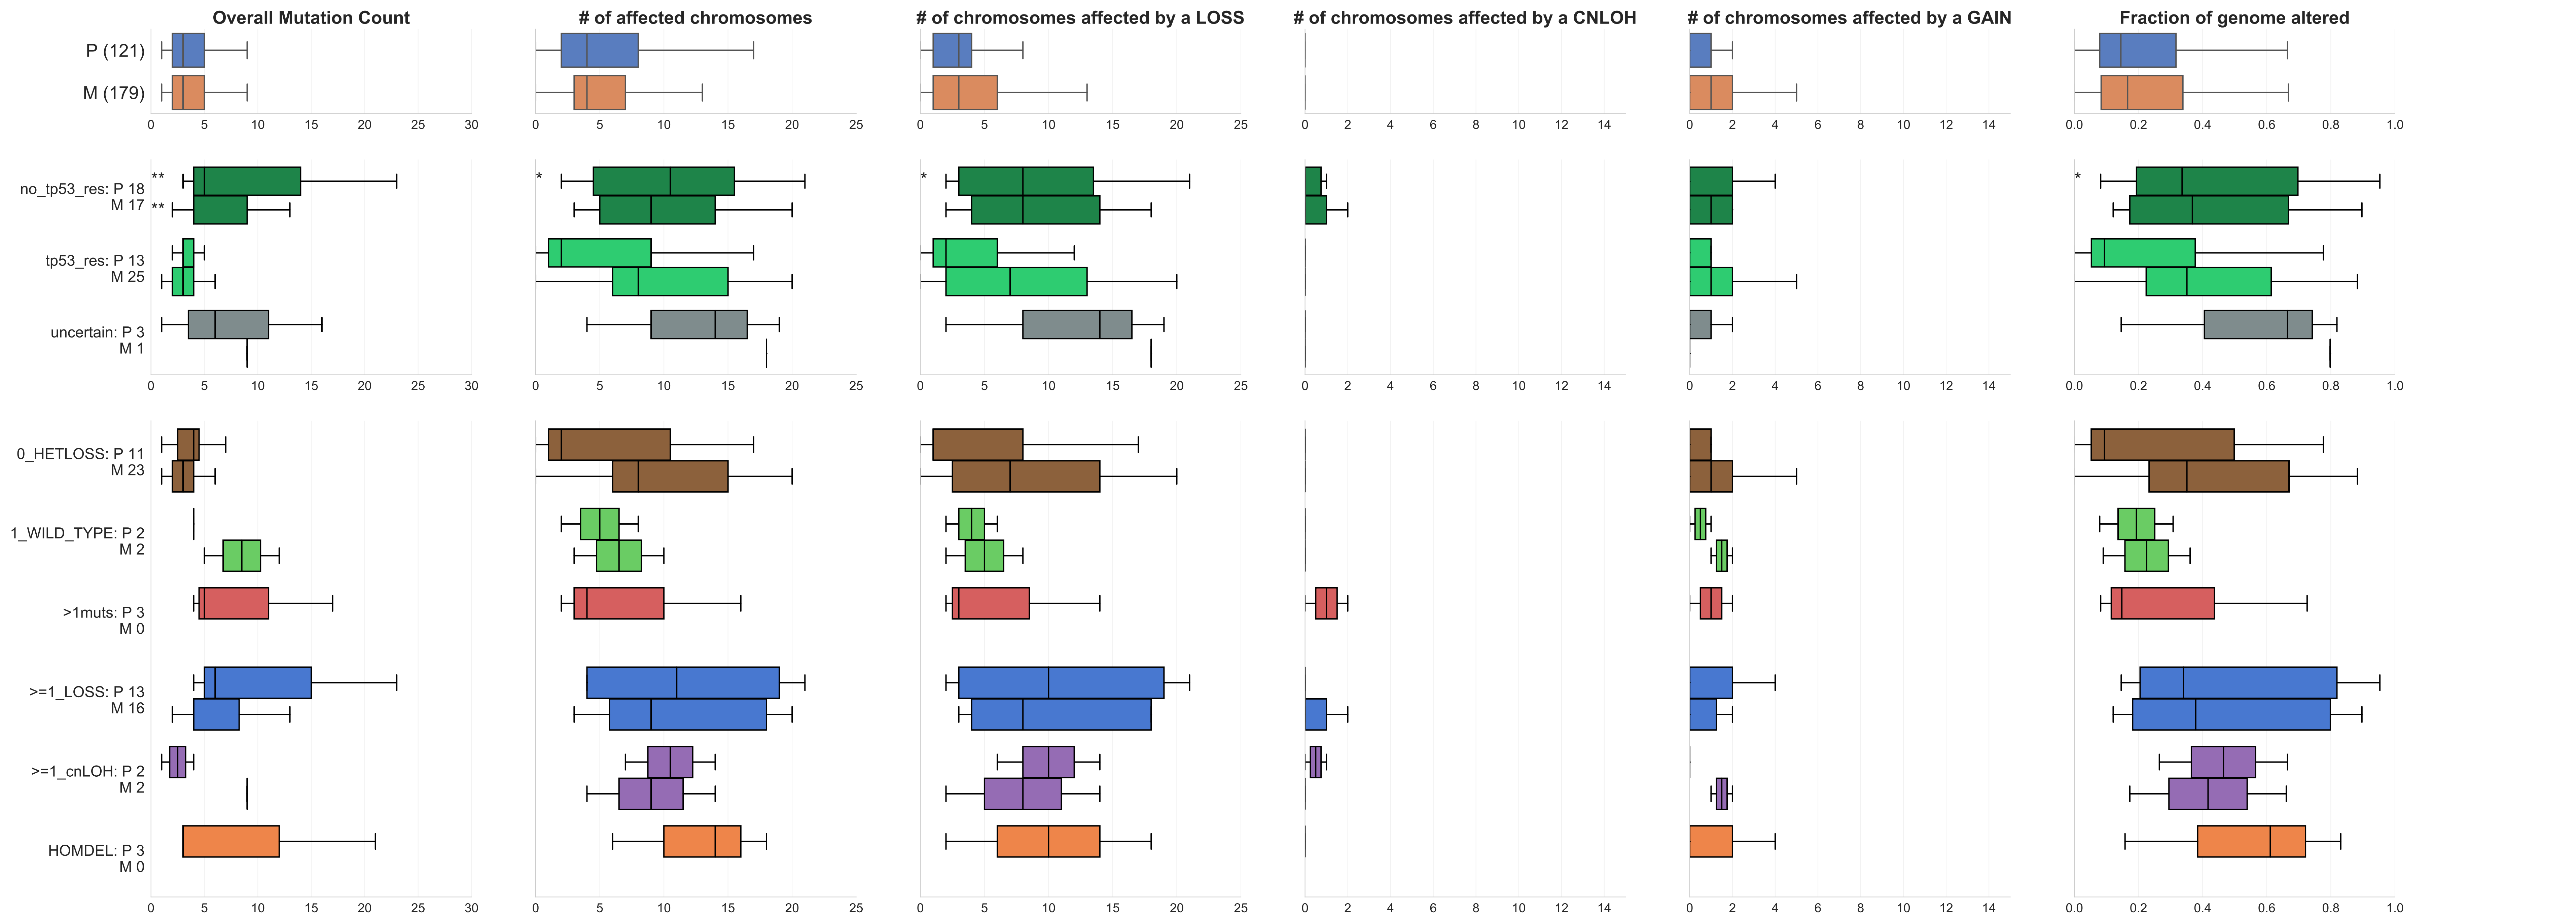 Overall Mutation Count # of affected chromosomes # of chromosomes affected by a LOSS # of chromosomes affected by a CNLOH # of chromosomes affected by a GAIN Fraction of genome altered
P (121)
M (179)
0 5 10 15 20 25 30 0 5 10 15 20 25 0 5 10 15 20 25 0 2 4 6 8 10 12 14 0 2 4 6 8 10 12 14 0.0 0.2 0.4 0.6 0.8 1.0
** * * *
no_tp53_res: P 18
M 17
**
tp53_res: P 13
M 25
uncertain: P 3
M 1
0 5 10 15 20 25 30 0 5 10 15 20 25 0 5 10 15 20 25 0 2 4 6 8 10 12 14 0 2 4 6 8 10 12 14 0.0 0.2 0.4 0.6 0.8 1.0
0_HETLOSS: P 11
M 23
1_WILD_TYPE: P 2
M 2
>1muts: P 3
M 0
>=1_LOSS: P 13
M 16
>=1_cnLOH: P 2
M 2
HOMDEL: P 3
M 0
0 5 10 15 20 25 30 0 5 10 15 20 25 0 5 10 15 20 25 0 2 4 6 8 10 12 14 0 2 4 6 8 10 12 14 0.0 0.2 0.4 0.6 0.8 1.0